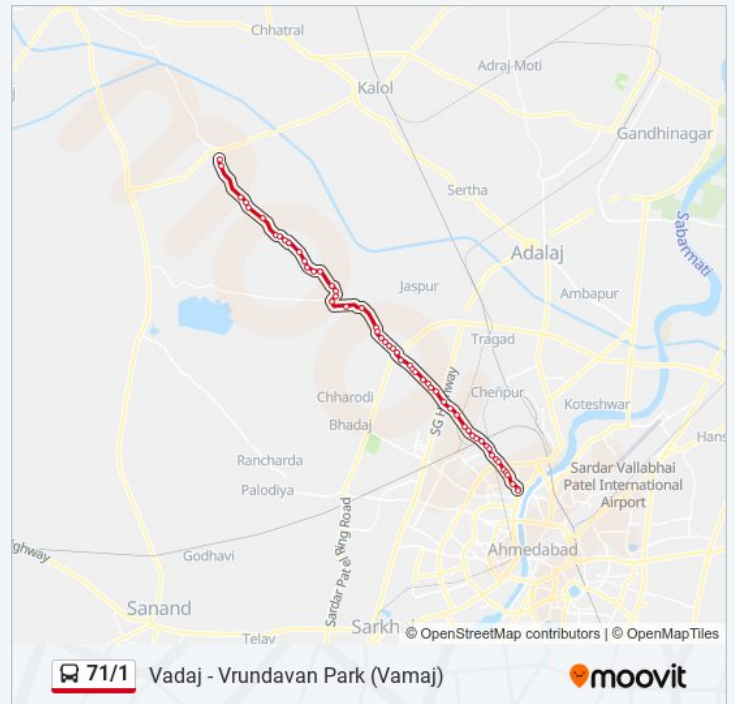 Chhatral
Adraj Moti
Kalol
Gandhinagar
Sertha
Sabarmati
Adalaj
Jaspur
Ambapur
Tragad
SG Highway
Chenpur
Chharodi
Koteshwar
Bhadaj
Hans
Rancharda
Sardar Vallabhai
Patel International
Airport
Palodiya
Sardar Patel Ring Road
Ahmedabad
ghway
Godhavi
Sanand
Telav
© OpenStreetMap contributors | © OpenMapTiles
71/1 Vadaj - Vrundavan Park (Vamaj)
moovit